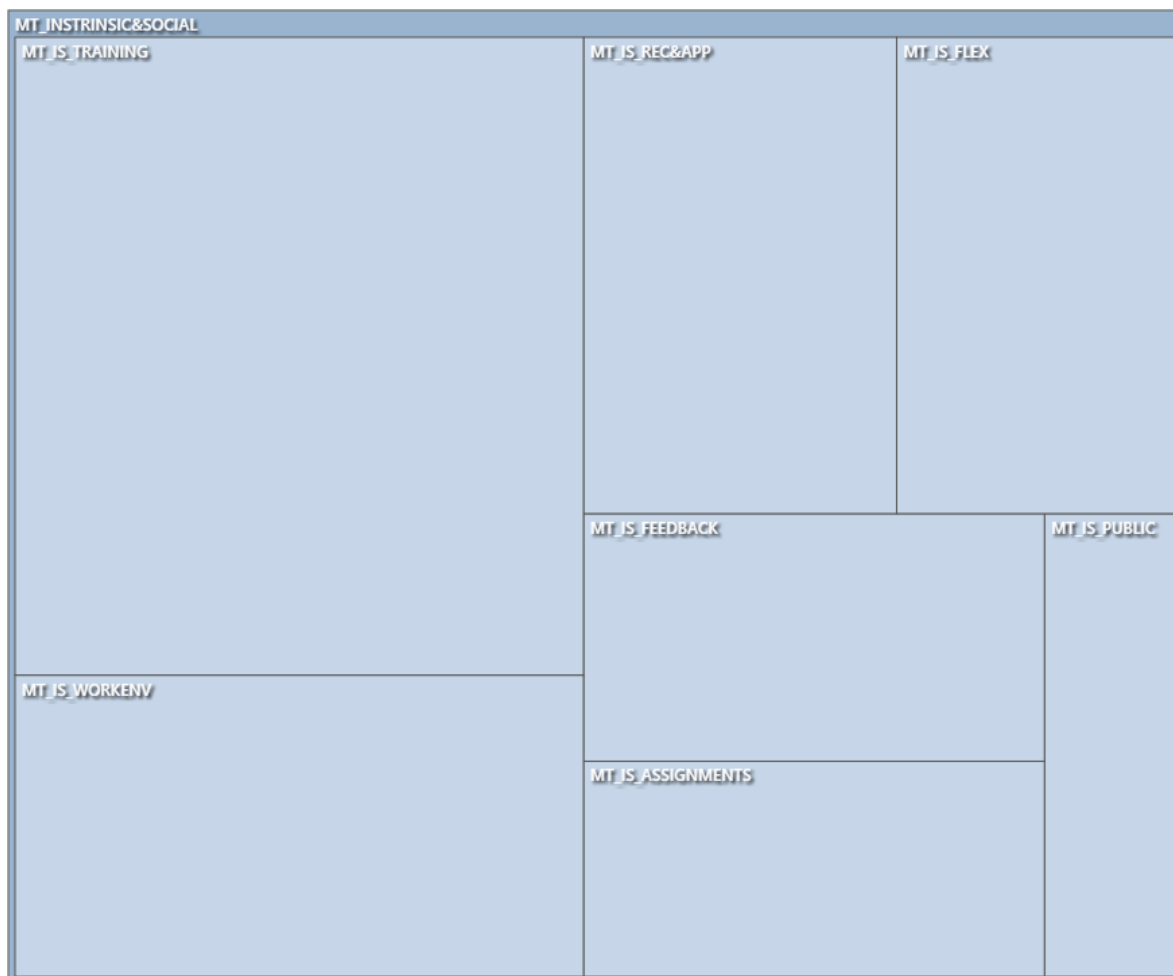 MT_INSTRINSIC&SOCIAL
MT_IS_TRAINING
MT_IS_REC&APP
MT_IS_FLEX
MT_IS_FEEDBACK
MT_IS_PUBLIC
MT_IS_WORKENV
MT_IS_ASSIGNMENTS